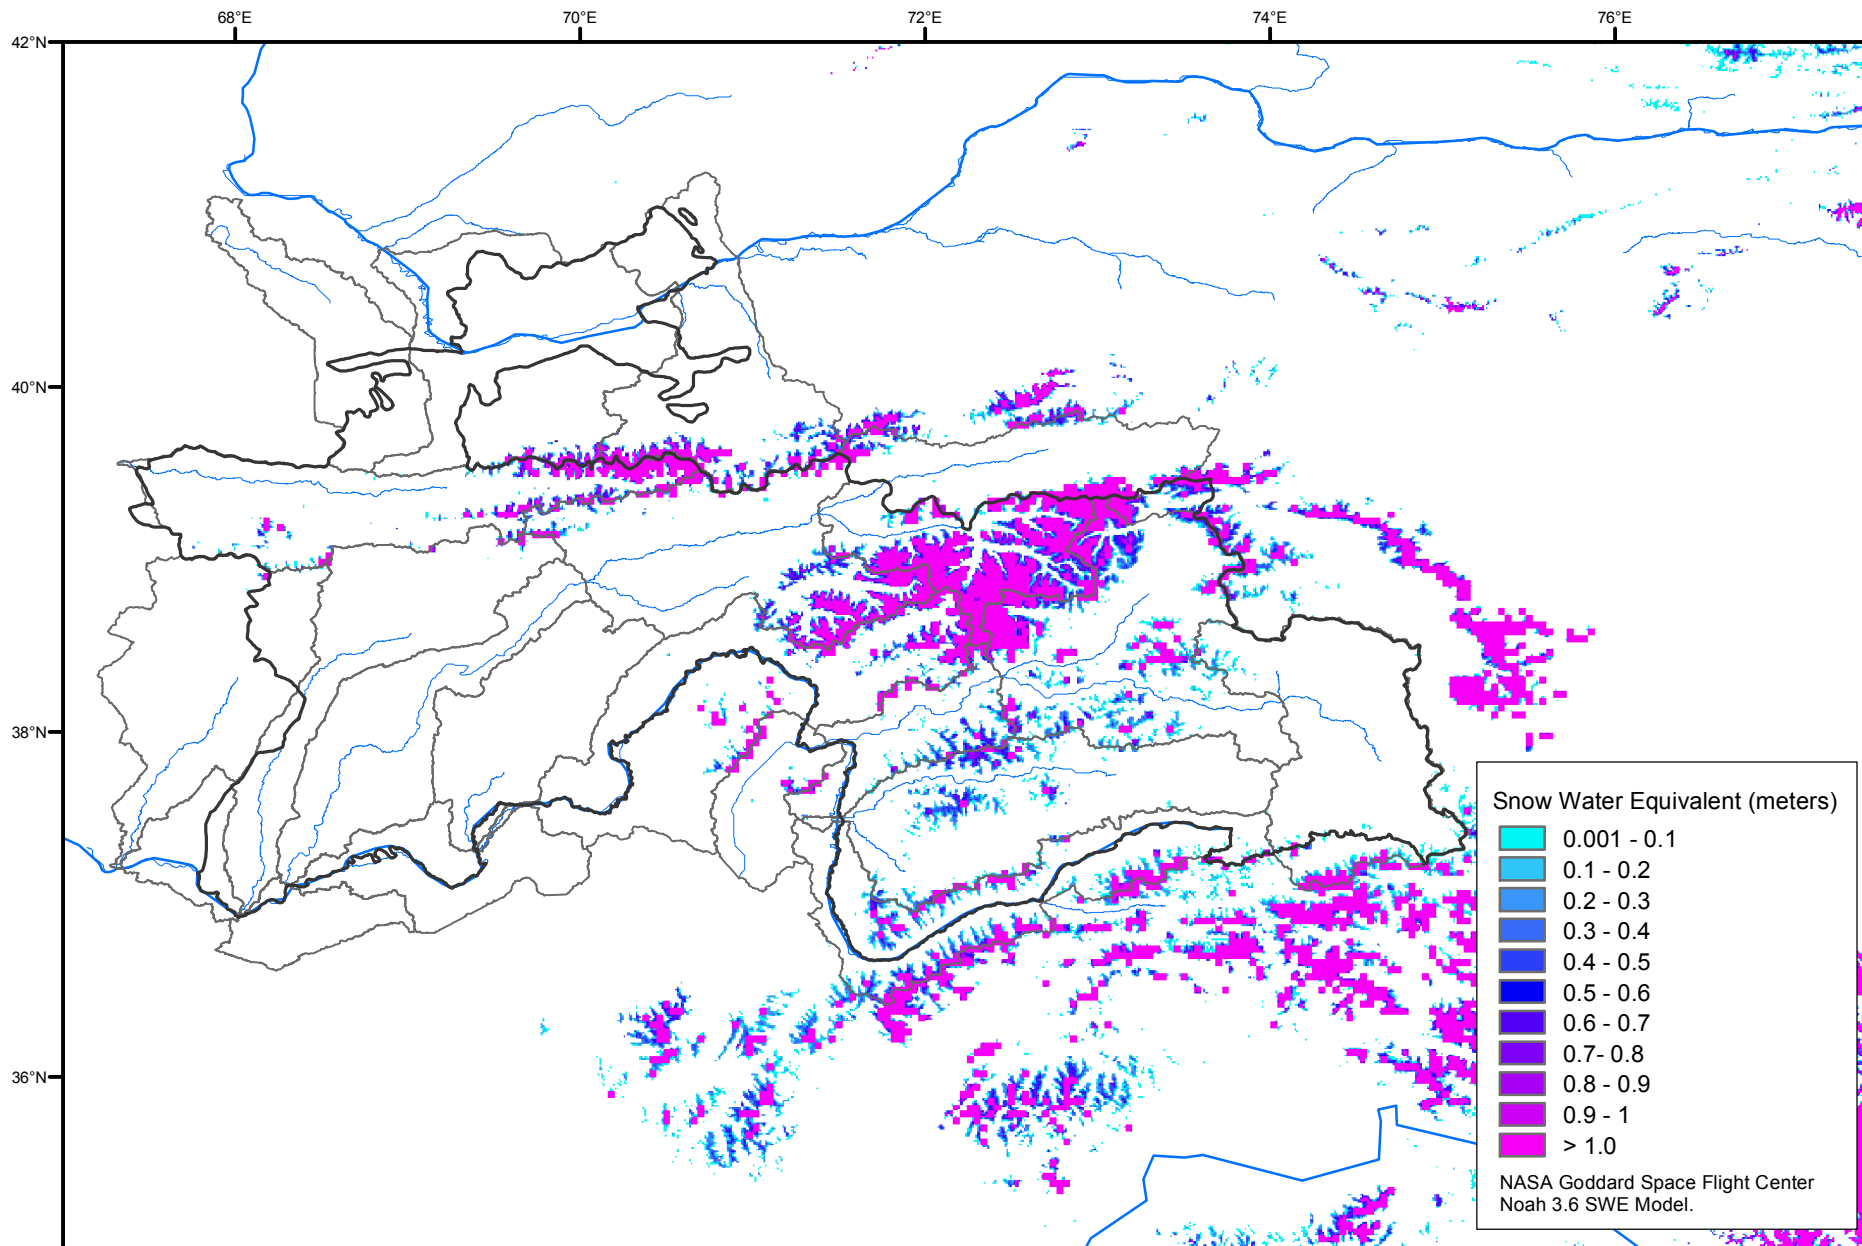 68°E
70°E
72°E
74°E
76°E
42°N
40°N
38°N
36°N
Snow Water Equivalent (meters)
0.001 - 0.1
0.1 - 0.2
0.2 - 0.3
0.3 - 0.4
0.4 - 0.5
0.5 - 0.6
0.6 - 0.7
0.7- 0.8
0.8 - 0.9
0.9 - 1
> 1.0
NASA Goddard Space Flight Center
Noah 3.6 SWE Model.